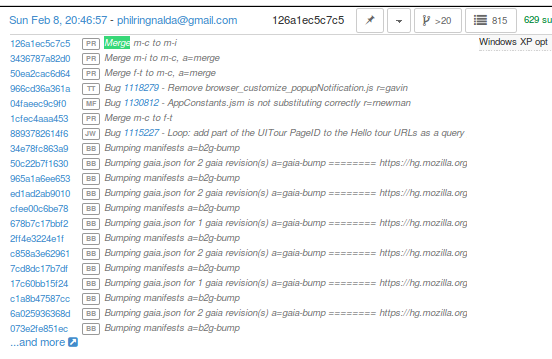 Sun Feb 8, 20:46:57 - philringnalda@gmail.com 126a1ec5c7c5 >20 815 629 su
126a1ec5c7c5 PR Merge m-c to m-i Windows XP opt
3436787a82d0 PR Merge m-i to m-c, a=merge
50ea2cac6d64 PR Merge f-t to m-c, a=merge
966cd36a361a TT Bug 1118279 - Remove browser_customize_popupNotification.js r=gavin
04faeec9c9f0 MF Bug 1130812 - AppConstants.jsm is not substituting correctly r=rnewman
1cfec4aaa453 PR Merge m-c to f-t
8893782614f6 JW Bug 1115227 - Loop: add part of the UITour PageID to the Hello tour URLs as a query
34e78fc863a9 BB Bumping manifests a=b2g-bump
50c22b7f1630 BB Bumping gaia.json for 2 gaia revision(s) a=gaia-bump ======== https://hg.mozilla.org
965a1a6ee653 BB Bumping manifests a=b2g-bump
ed1ad2ab9010 BB Bumping gaia.json for 2 gaia revision(s) a=gaia-bump ======== https://hg.mozilla.org
cfee00c6be78 BB Bumping manifests a=b2g-bump
678b7c17bbf2 BB Bumping gaia.json for 1 gaia revision(s) a=gaia-bump ======== https://hg.mozilla.org
2ff4e3224e1f BB Bumping manifests a=b2g-bump
c858a3e62961 BB Bumping gaia.json for 2 gaia revision(s) a=gaia-bump ======== https://hg.mozilla.org
7cd8dc17b7df BB Bumping manifests a=b2g-bump
17c60bb15f24 BB Bumping gaia.json for 1 gaia revision(s) a=gaia-bump ======== https://hg.mozilla.org
c1a8b47587cc BB Bumping manifests a=b2g-bump
6a025936368d BB Bumping gaia.json for 2 gaia revision(s) a=gaia-bump ======== https://hg.mozilla.org
073e2fe851ec BB Bumping manifests a=b2g-bump
...and more